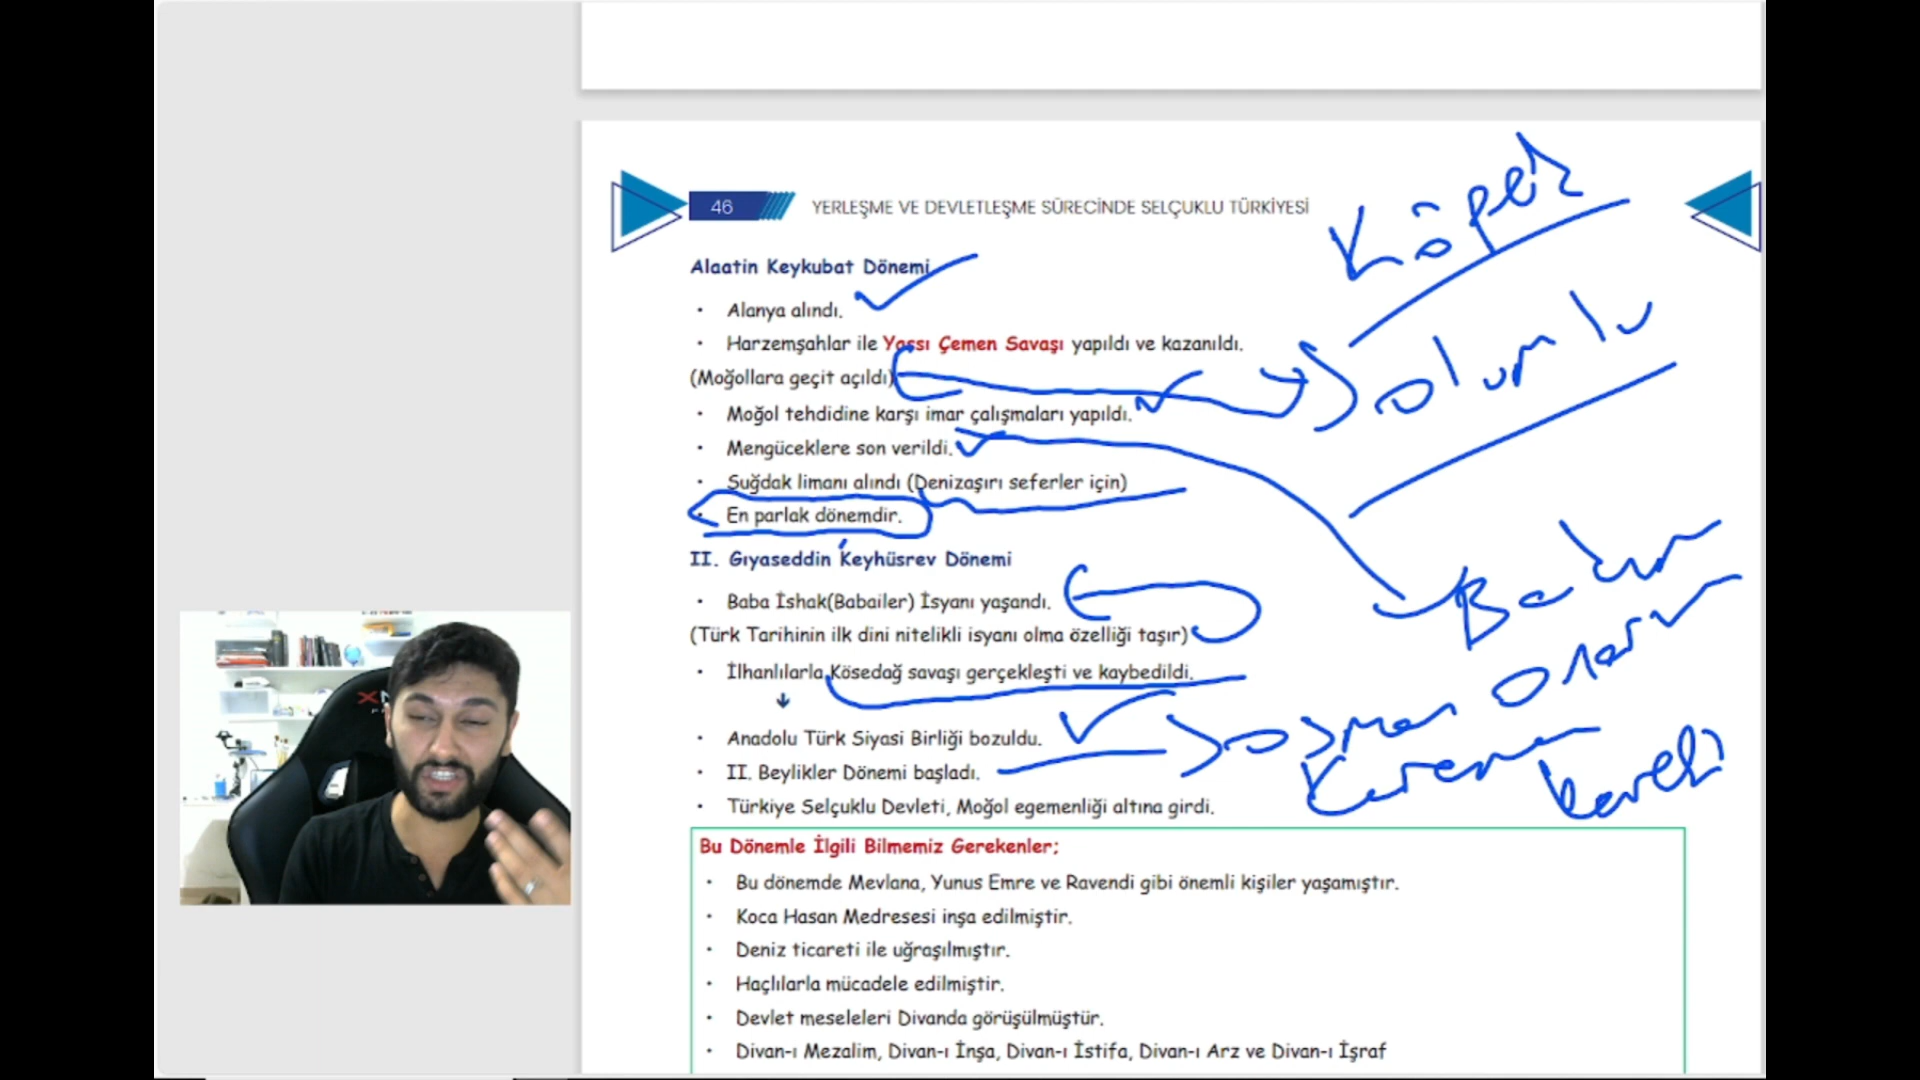 46 YERLEŞME VE DEVLETLEŞME SÜRECİNDE SELÇUKLU TÜRKİYESİ
Köpek
Alaatin Keykubat Dönemi
• Alanya alındı.
• Harzemşahlar ile Yassı Çemen Savaşı yapıldı ve kazanıldı.
olumlu
(Moğollara geçit açıldı)
• Moğol tehdidine karşı imar çalışmaları yapıldı.
• Mengüceklere son verildi.
• Suğdak limanı alındı (Denizaşırı seferler için)
• En parlak dönemdir.
II. Gıyaseddin Keyhüsrev Dönemi
Bakım
• Baba İshak(Babailer) İsyanı yaşandı.
(Türk Tarihinin ilk dini nitelikli isyanı olma özelliği taşır)
Onarım
• İlhanlılarla Kösedağ savaşı gerçekleşti ve kaybedildi.
• Anadolu Türk Siyasi Birliği bozuldu.
• II. Beylikler Dönemi başladı.
• Türkiye Selçuklu Devleti, Moğol egemenliği altına girdi.
Bu Dönemle İlgili Bilmemiz Gerekenler;
• Bu dönemde Mevlana, Yunus Emre ve Ravendi gibi önemli kişiler yaşamıştır.
• Koca Hasan Medresesi inşa edilmiştir.
• Deniz ticareti ile uğraşılmıştır.
• Haçlılarla mücadele edilmiştir.
• Devlet meseleleri Divanda görüşülmüştür.
• Divan-ı Mezalim, Divan-ı İnşa, Divan-ı İstifa, Divan-ı Arz ve Divan-ı İşraf